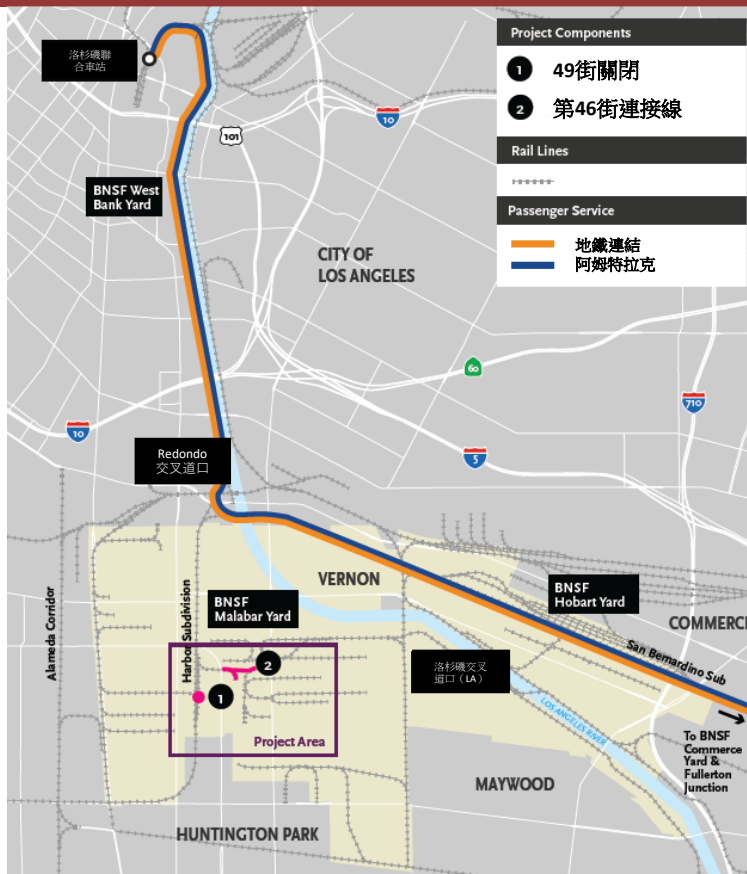 Project Components
1 49街關閉
2 第46街連接線
Rail Lines
Passenger Service
地鐵連結
阿姆特拉克
洛杉磯聯
合車站
10
101
BNSF West
Bank Yard
CITY OF
LOS ANGELES
60
710
10
5
Redondo
交叉道口
Alameda Corridor
Harbor Subdivision
VERNON
BNSF
Malabar Yard
BNSF
Hobart Yard
COMMERC
San Bernardino Sub
洛杉磯交叉
道口（LA）
LOS ANGELES RIVER
2
1
Project Area
To BNSF
Commerce
Yard &
Fullerton
Junction
MAYWOOD
HUNTINGTON PARK